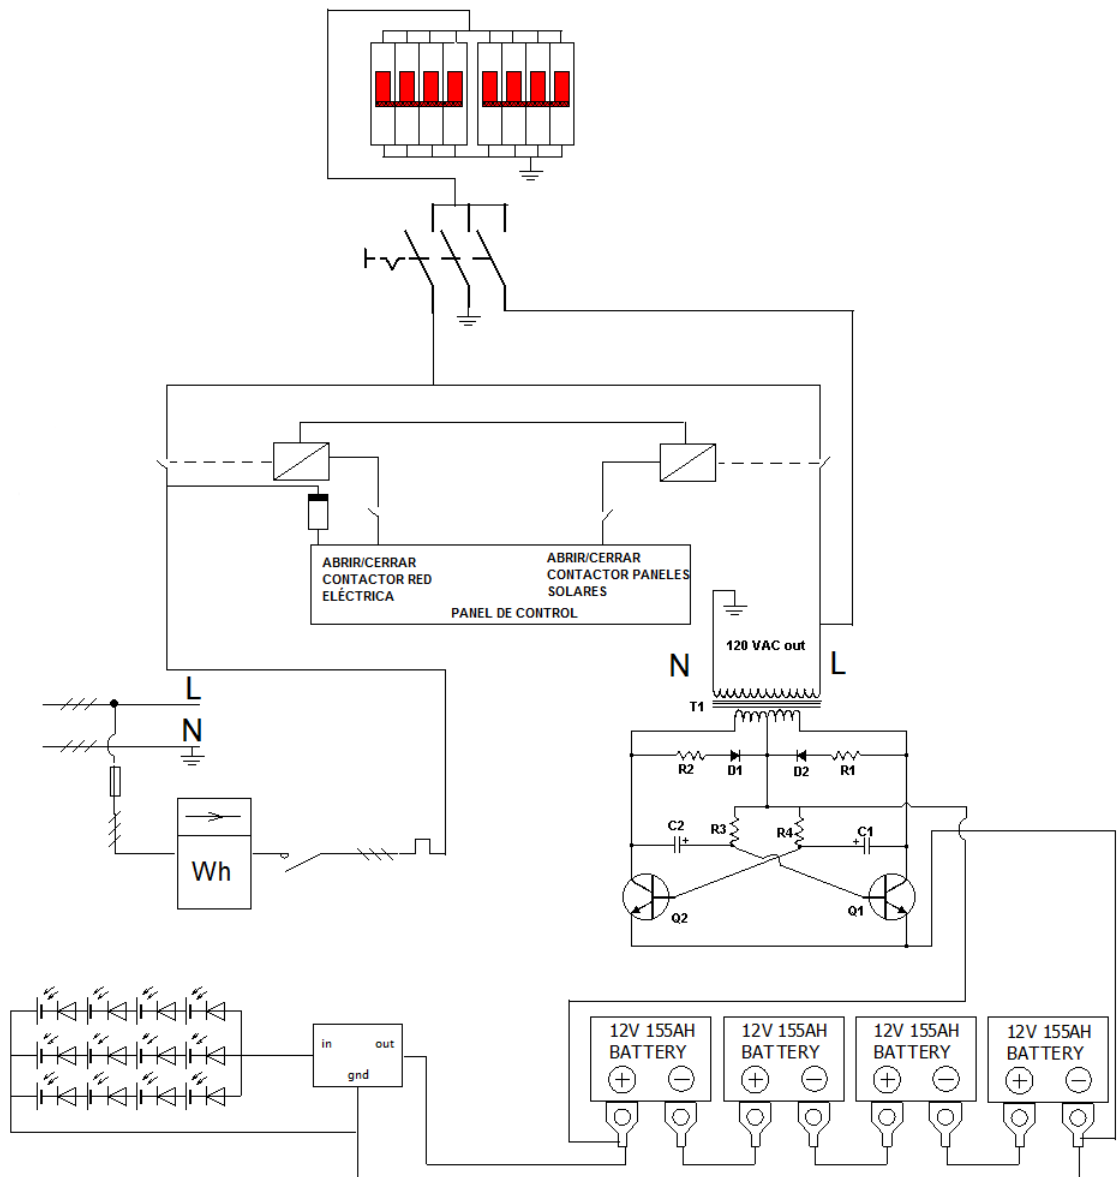 ABRIR/CERRAR
CONTACTOR RED
ELÉCTRICA
ABRIR/CERRAR
CONTACTOR PANELES
SOLARES
PANEL DE CONTROL
120 VAC out
N
L
T1
L
N
R2
D1
D2
R1
C2
+
R3
R4
+
C1
Wh
Q2
Q1
in
out
gnd
12V 155AH
BATTERY
+
−
12V 155AH
BATTERY
+
−
12V 155AH
BATTERY
+
−
12V 155AH
BATTERY
+
−